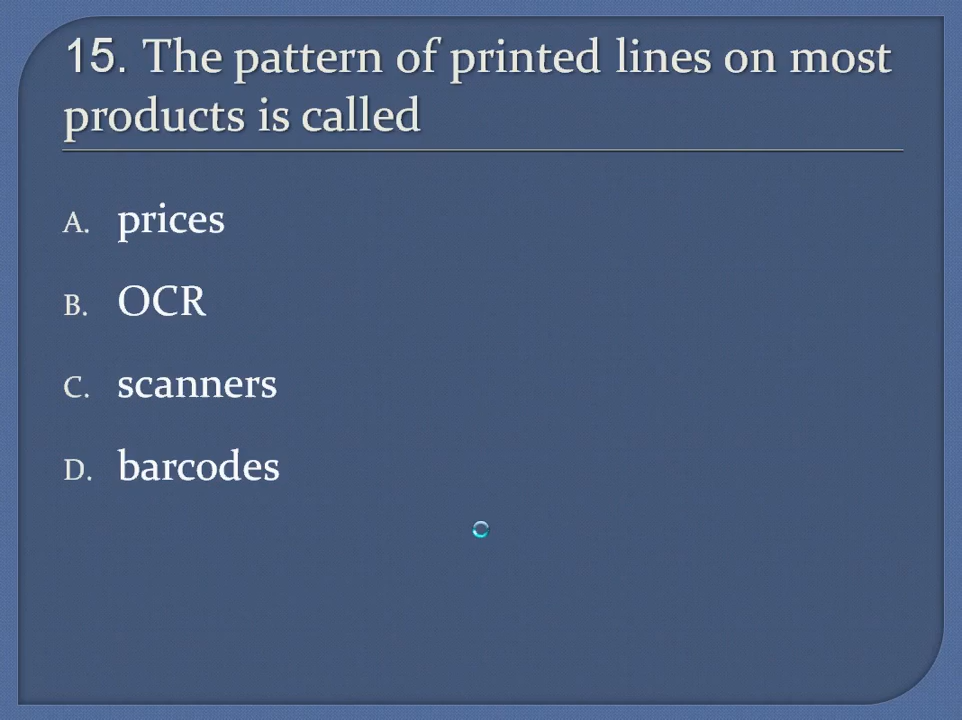 15. The pattern of printed lines on most
products is called
A. prices
B. OCR
C. scanners
D. barcodes